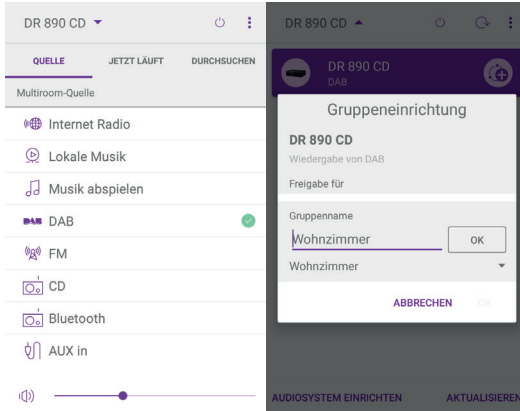 DR 890 CD
QUELLE JETZT LÄUFT DURCHSUCHEN
Multiroom-Quelle
Internet Radio
Lokale Musik
Musik abspielen
DAB DAB
FM
CD
Bluetooth
AUX in
DR 890 CD
DR 890 CD
DAB
Gruppeneinrichtung
DR 890 CD
Wiedergabe von DAB
Freigabe für
Gruppenname
Wohnzimmer OK
Wohnzimmer
ABBRECHEN OK
AUDIOSYSTEM EINRICHTEN AKTUALISIEREN